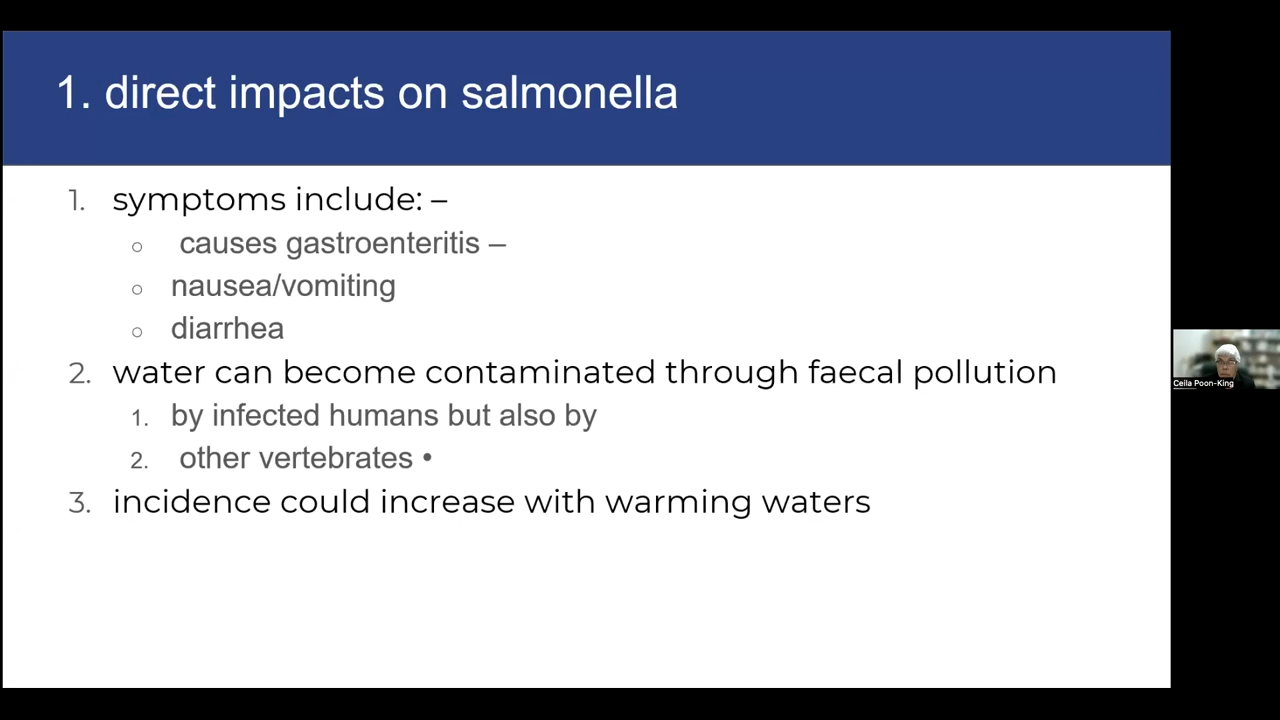 1. direct impacts on salmonella
1. symptoms include: –
○ causes gastroenteritis –
○ nausea/vomiting
○ diarrhea
2. water can become contaminated through faecal pollution
1. by infected humans but also by
2. other vertebrates •
3. incidence could increase with warming waters
Ceila Poon-King